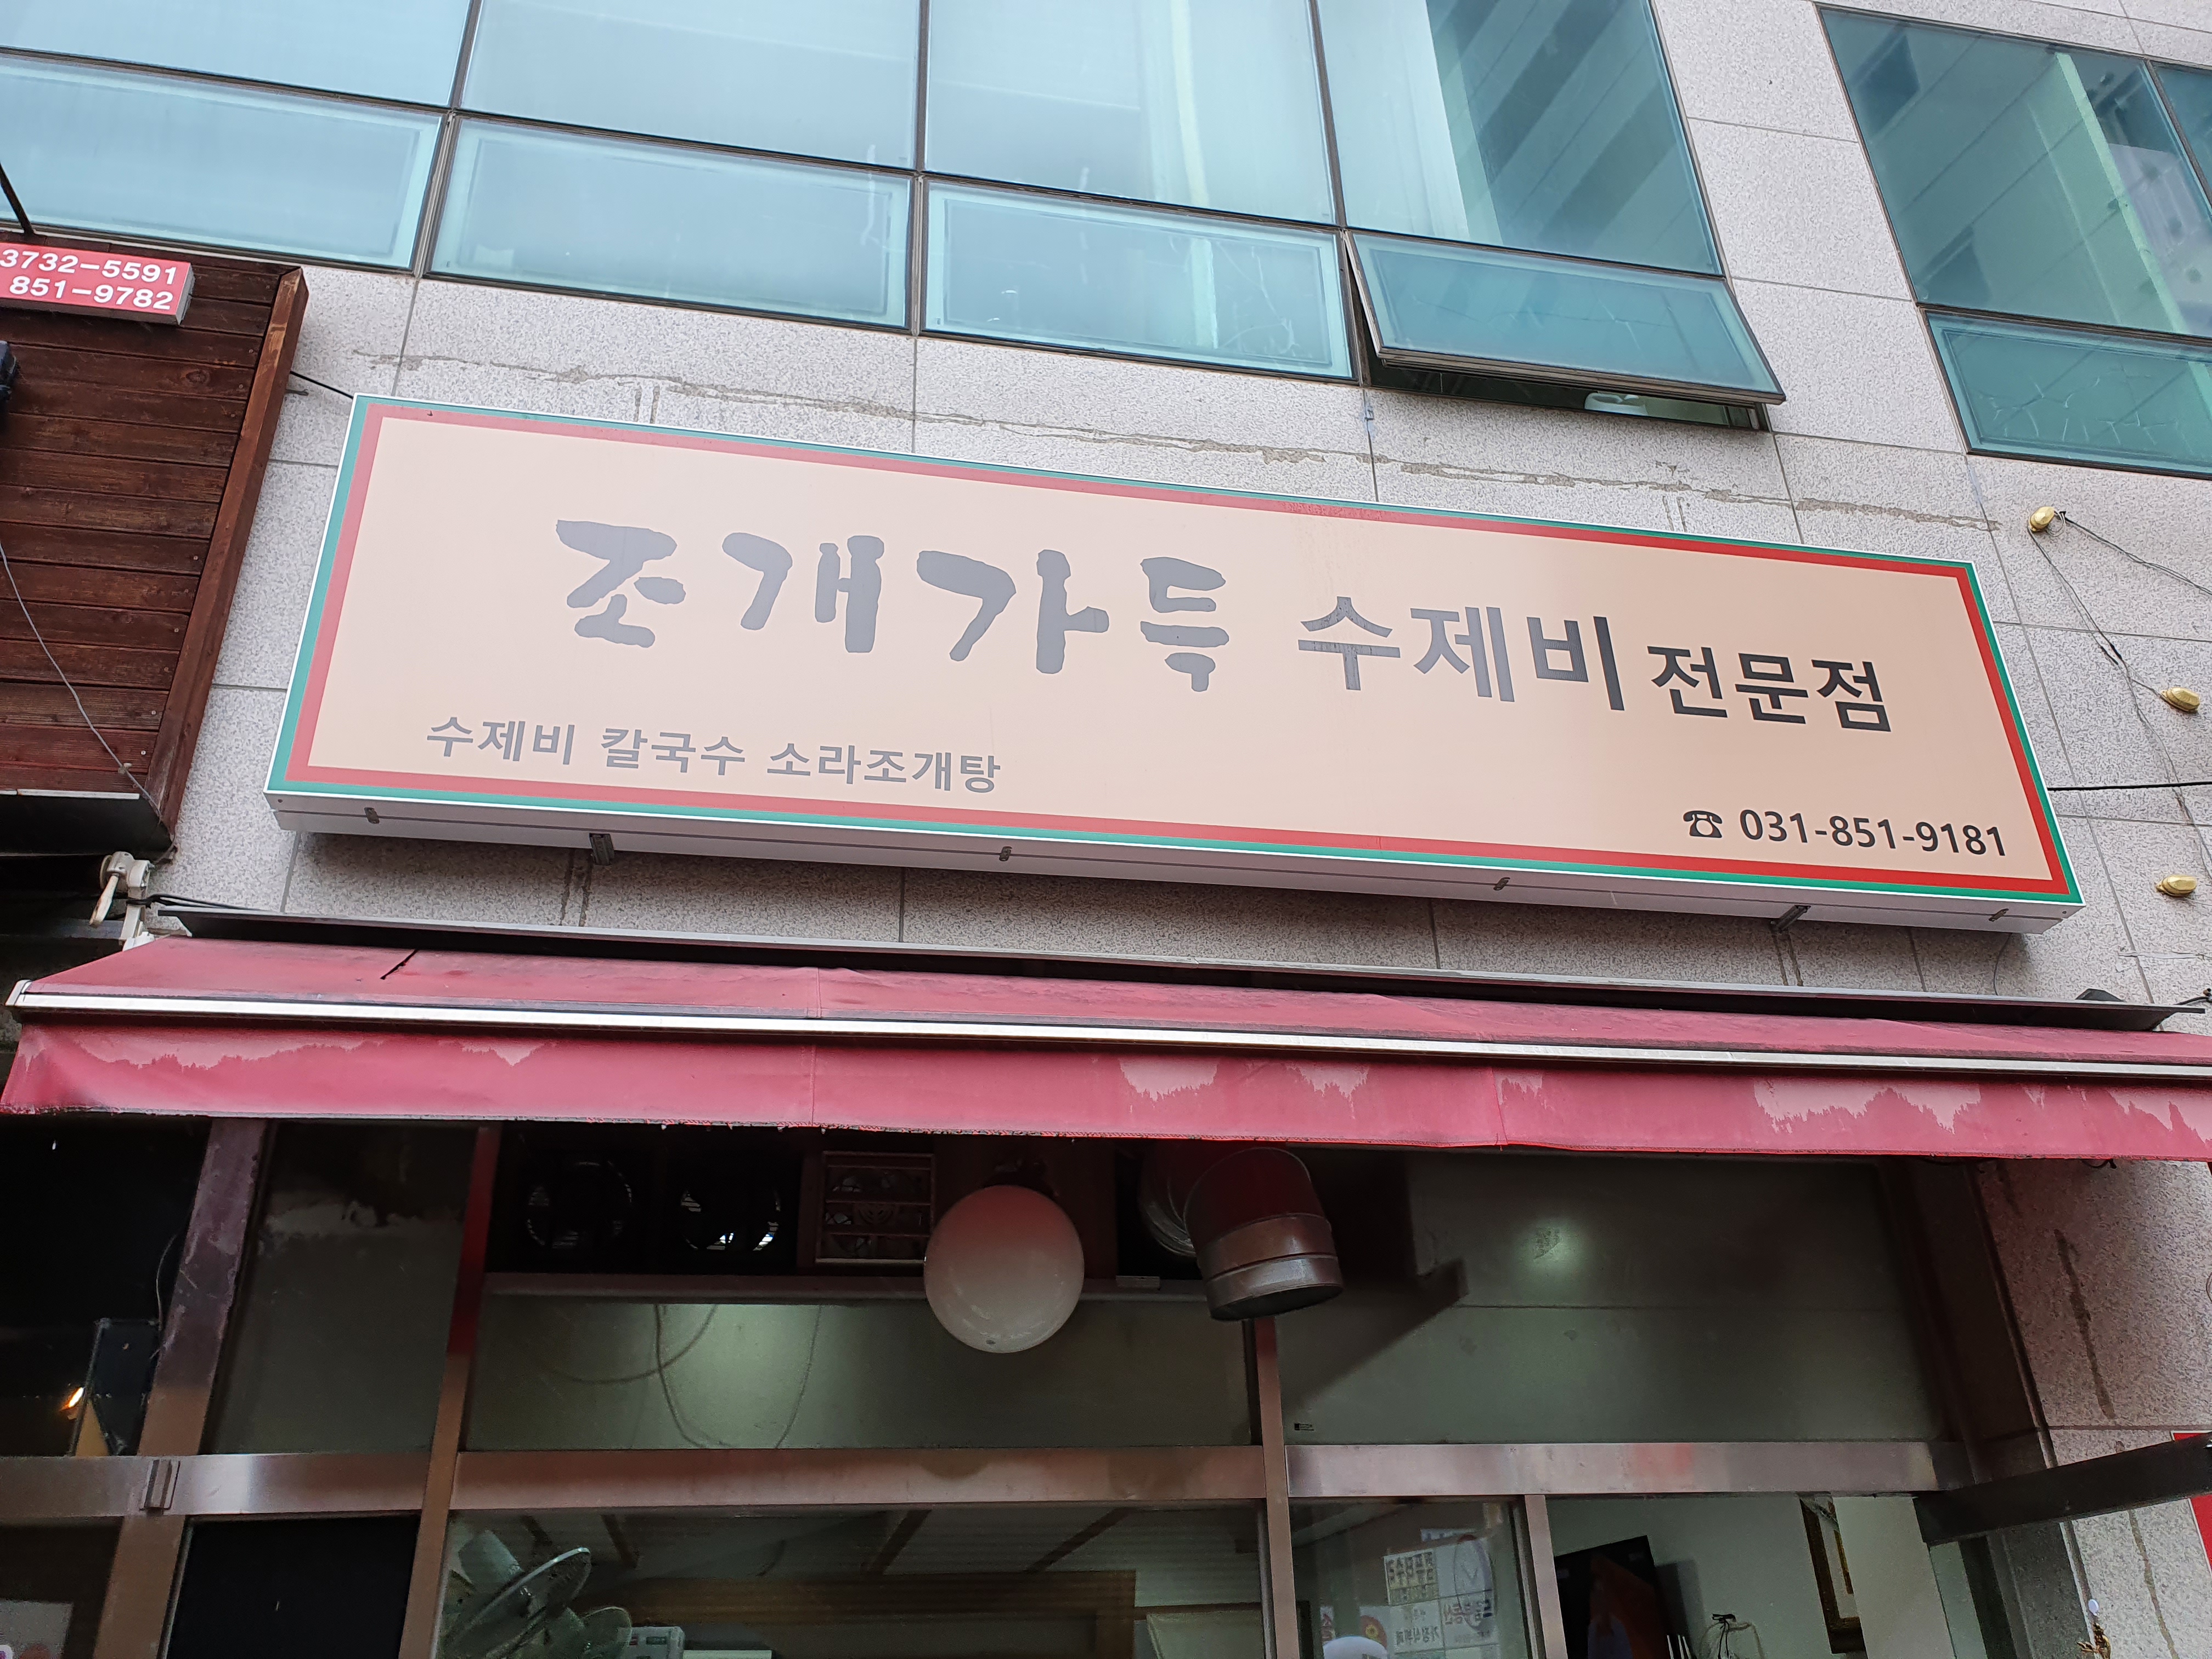 3732-5591
851-9782
조개가득 수제비 전문점
수제비 칼국수 소라조개탕
☎ 031-851-9181